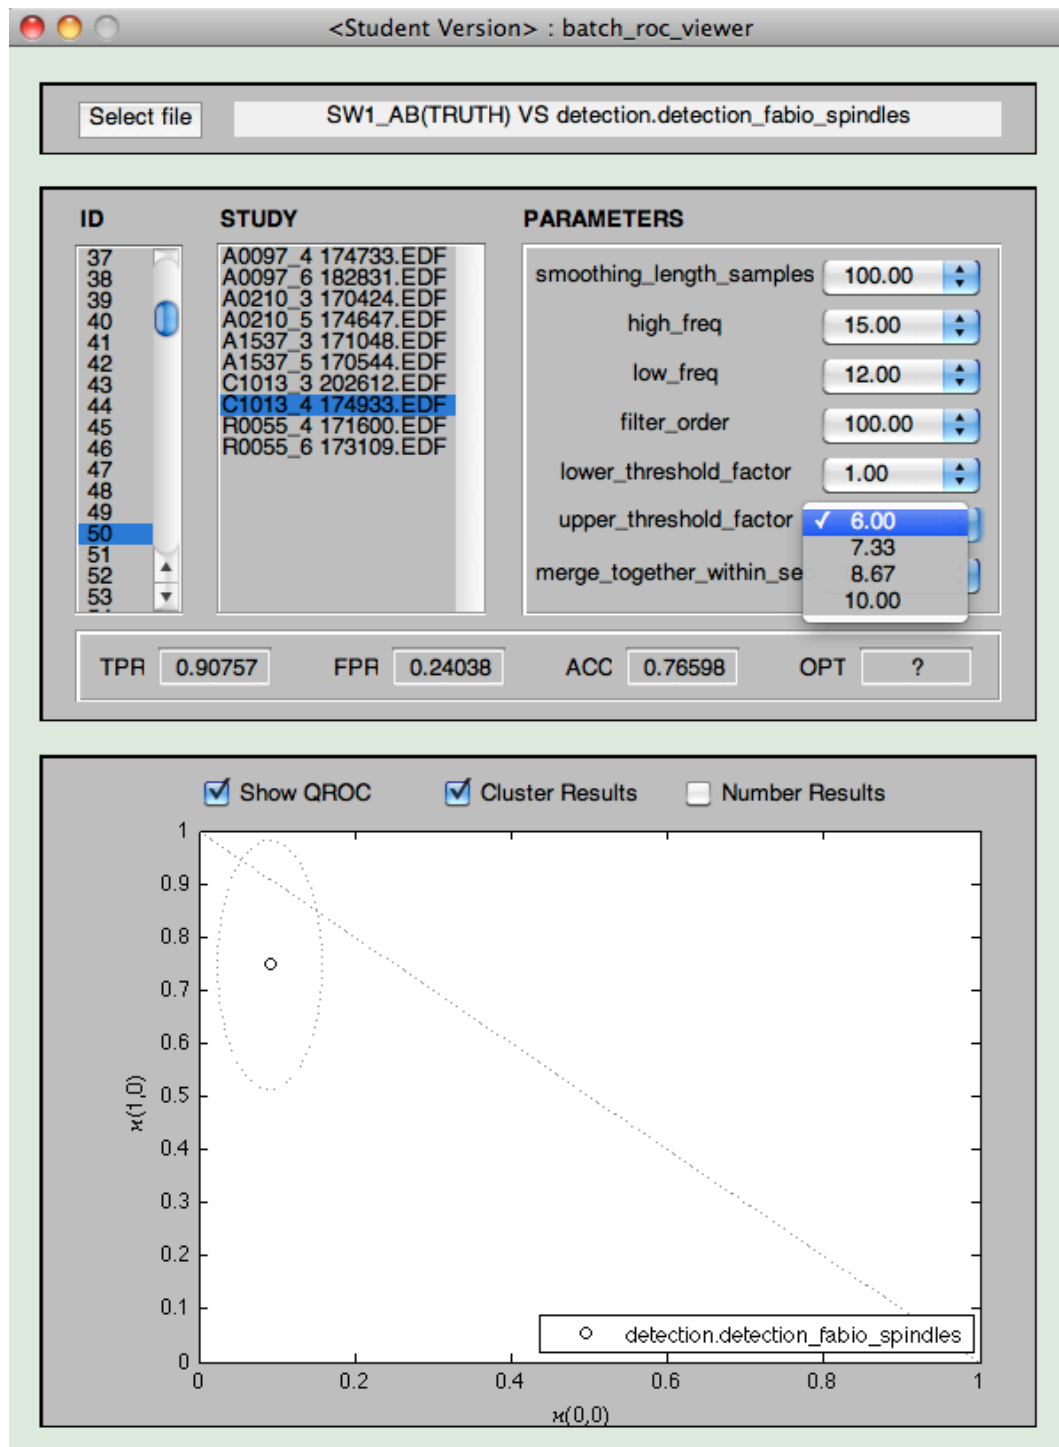 <Student Version> : batch_roc_viewer
Select file
SW1_AB(TRUTH) VS detection.detection_fabio_spindles
ID
STUDY
PARAMETERS
37
38
39
40
41
42
43
44
45
46
47
48
49
50
51
52
53
A0097_4 174733.EDF
A0097_6 182831.EDF
A0210_3 170424.EDF
A0210_5 174647.EDF
A1537_3 171048.EDF
A1537_5 170544.EDF
C1013_3 202612.EDF
C1013_4 174933.EDF
R0055_4 171600.EDF
R0055_6 173109.EDF
smoothing_length_samples 100.00
high_freq 15.00
low_freq 12.00
filter_order 100.00
lower_threshold_factor 1.00
upper_threshold_factor ✓ 6.00
7.33
8.67
10.00
merge_together_within_se
TPR 0.90757 FPR 0.24038 ACC 0.76598 OPT ?
Show QROC
Cluster Results
Number Results
1
0.9
0.8
0.7
0.6
0.5
0.4
0.3
0.2
0.1
0
ϰ(1,0)
detection.detection_fabio_spindles
0 0.2 0.4 0.6 0.8 1
ϰ(0,0)